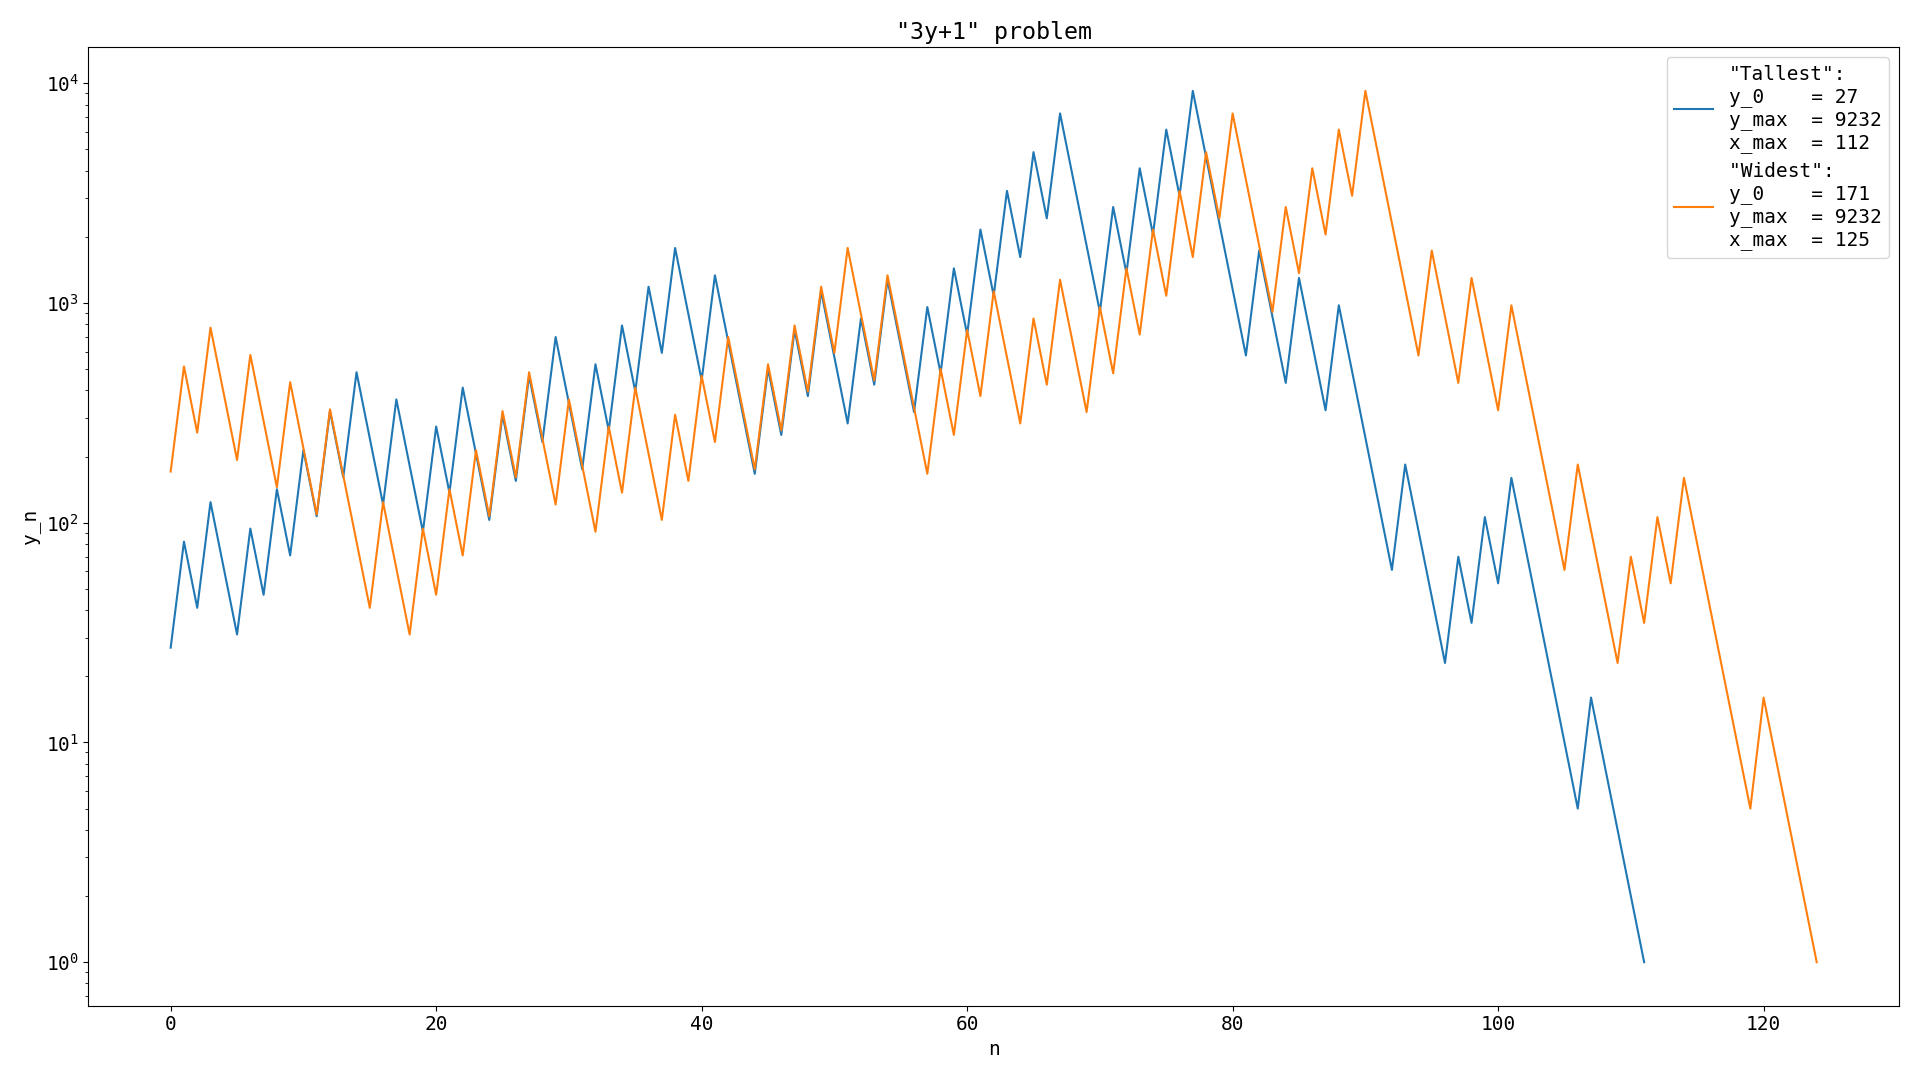 "3y+1" problem
"Tallest":
y_0    = 27
y_max  = 9232
x_max  = 112
"Widest":
y_0    = 171
y_max  = 9232
x_max  = 125
y_n
10⁴
10³
10²
10¹
10⁰
0 20 40 60 80 100 120
n